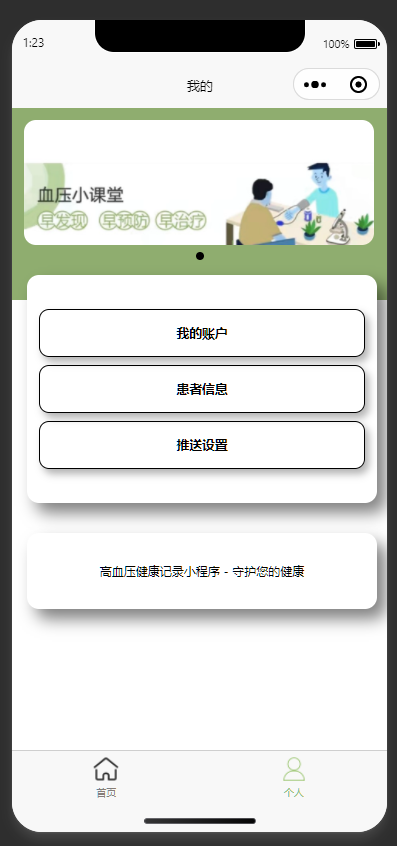 1:23
100%
我的
血压小课堂
早发现 早预防 早治疗
我的账户
患者信息
推送设置
高血压健康记录小程序 - 守护您的健康
首页
个人